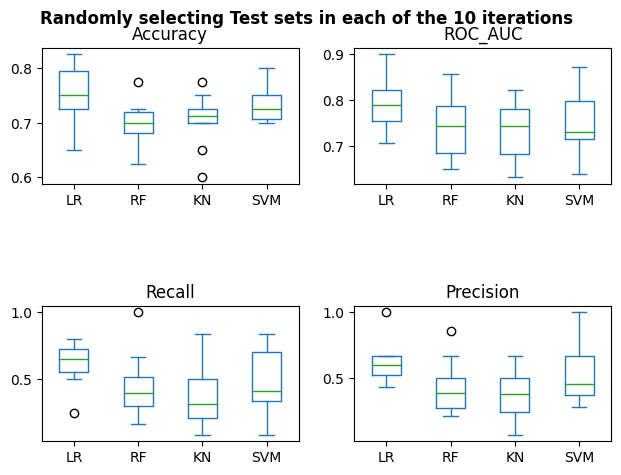 Randomly selecting Test sets in each of the 10 iterations
Accuracy
ROC_AUC
0.8
0.7
0.6
LR RF KN SVM
0.9
0.8
0.7
LR RF KN SVM
Recall
Precision
1.0
0.5
LR RF KN SVM
1.0
0.5
LR RF KN SVM